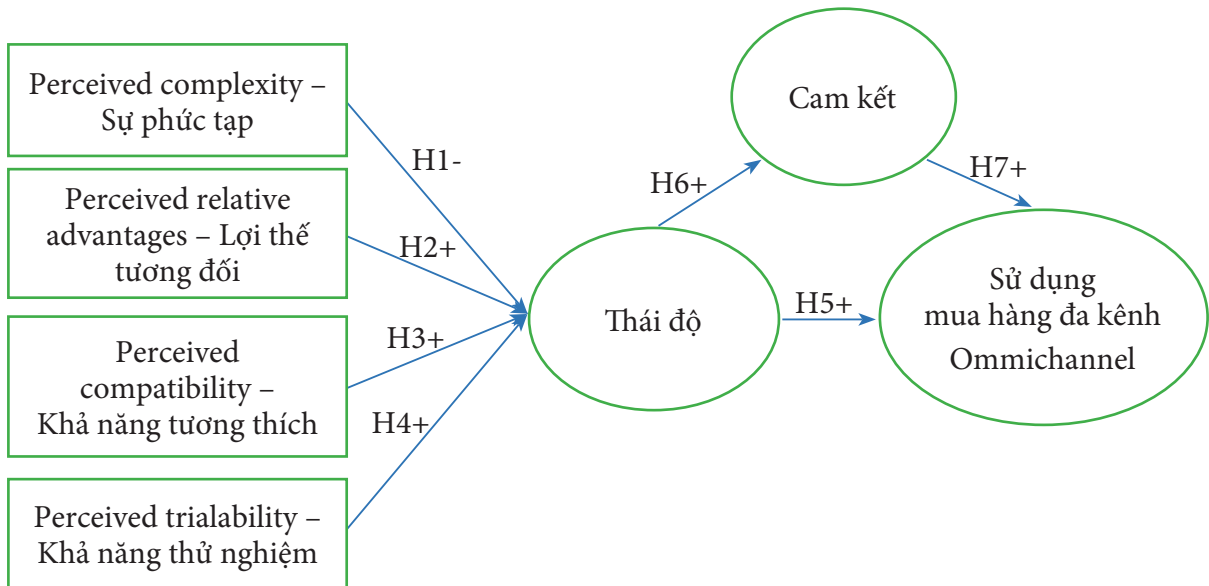 Perceived complexity –
Sự phức tạp
Perceived relative
advantages – Lợi thế
tương đối
Perceived
compatibility –
Khả năng tương thích
Perceived trialability –
Khả năng thử nghiệm
H1-
H2+
H3+
H4+
Thái độ
H6+
Cam kết
H7+
H5+
Sử dụng
mua hàng đa kênh
Ommichannel